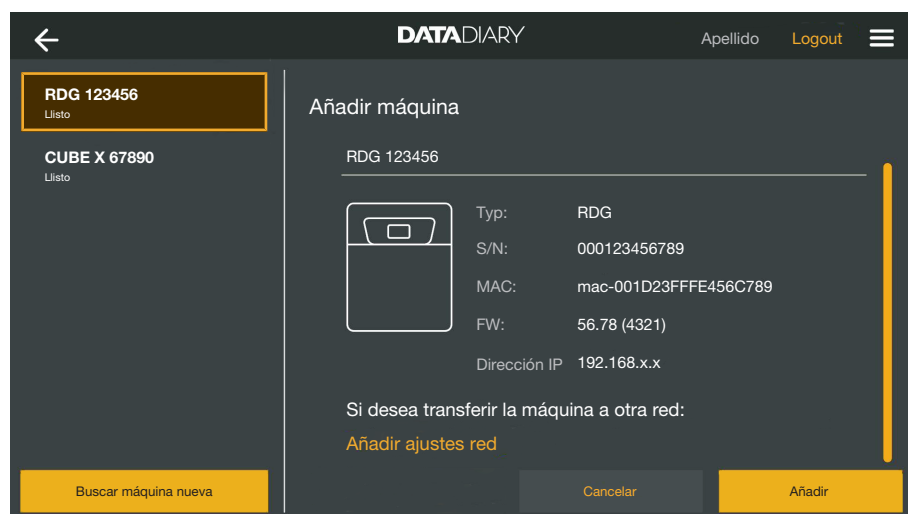 DATADIARY
Apellido
Logout
RDG 123456
Llisto
CUBE X 67890
Llisto
Buscar máquina nueva
Añadir máquina
RDG 123456
Typ: RDG
S/N: 000123456789
MAC: mac-001D23FFFE456C789
FW: 56.78 (4321)
Dirección IP 192.168.x.x
Si desea transferir la máquina a otra red:
Añadir ajustes red
Cancelar
Añadir